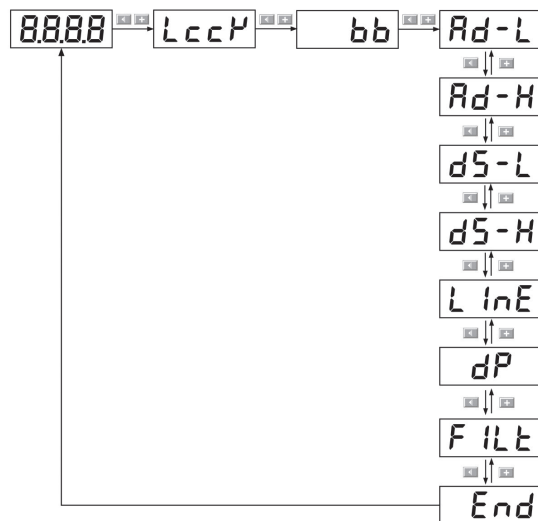 8.8.8.8
LccY
bb
Ad-L
Ad-H
dS-L
dS-H
LInE
dP
FILt
End